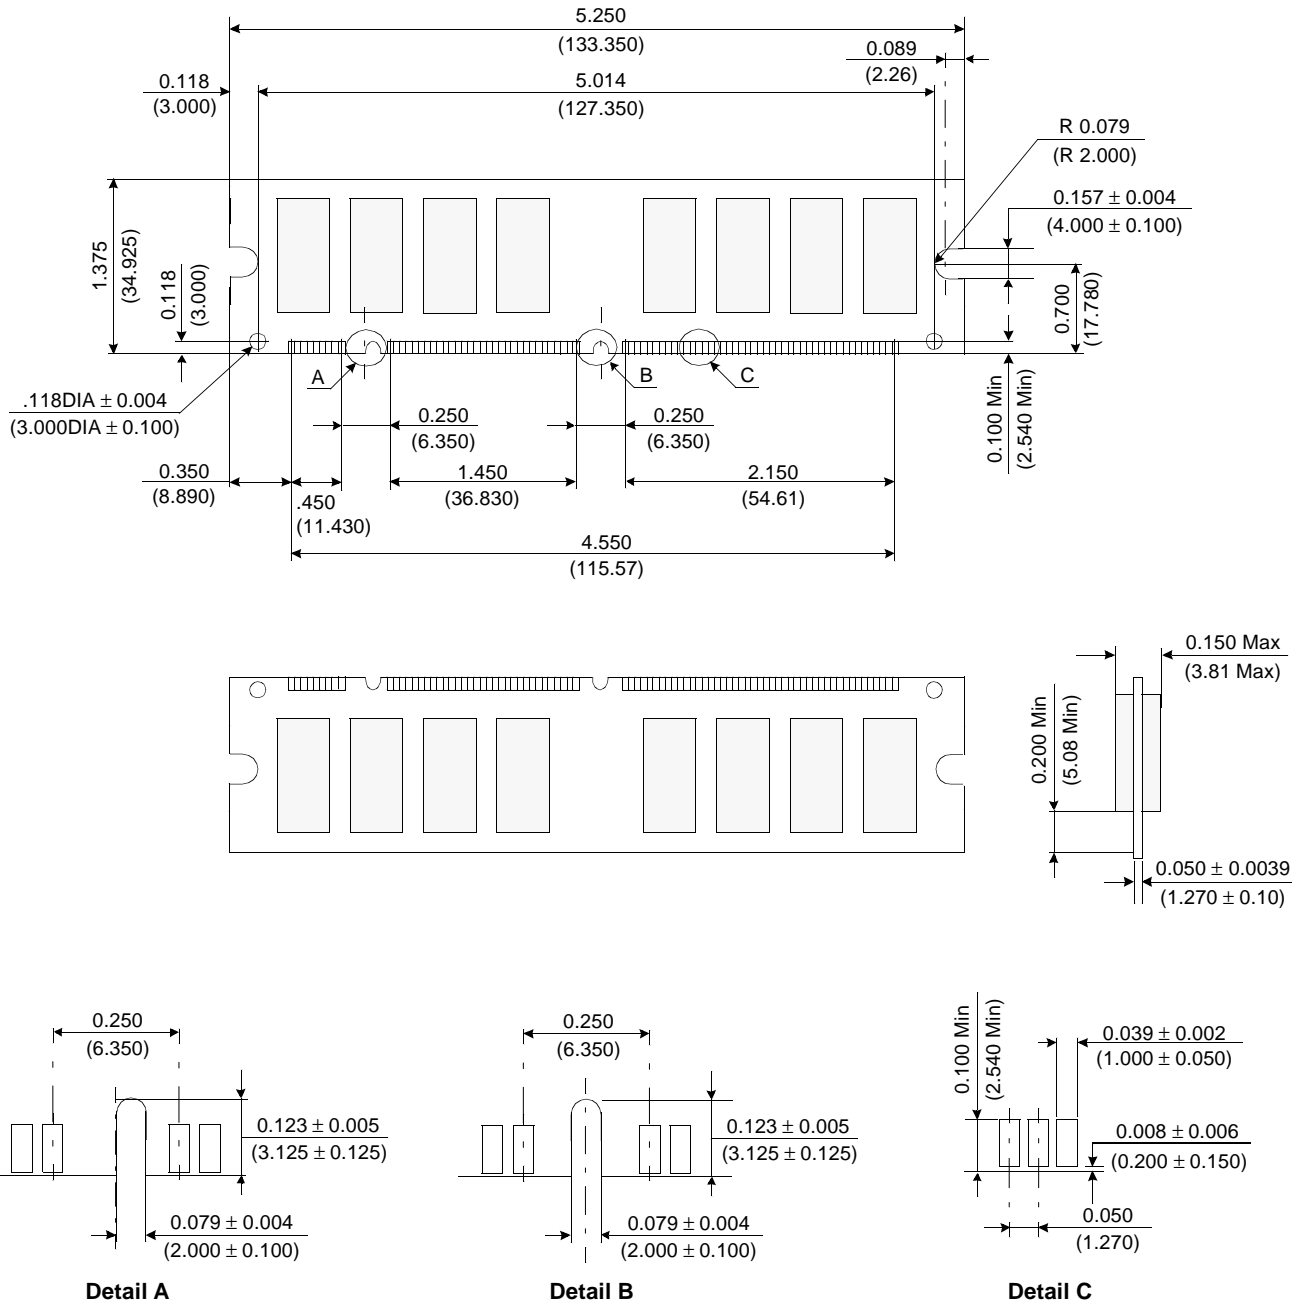 5.250
(133.350)
0.089
(2.26)
0.118
(3.000)
5.014
(127.350)
R 0.079
(R 2.000)
0.157 ± 0.004
(4.000 ± 0.100)
1.375
(34.925)
0.118
(3.000)
0.700
(17.780)
A
B
C
.118DIA ± 0.004
(3.000DIA ± 0.100)
0.250
(6.350)
0.250
(6.350)
0.100 Min
(2.540 Min)
0.350
(8.890)
.450
(11.430)
1.450
(36.830)
2.150
(54.61)
4.550
(115.57)
0.150 Max
(3.81 Max)
0.200 Min
(5.08 Min)
0.050 ± 0.0039
(1.270 ± 0.10)
0.250
(6.350)
0.123 ± 0.005
(3.125 ± 0.125)
0.079 ± 0.004
(2.000 ± 0.100)
Detail A
0.250
(6.350)
0.123 ± 0.005
(3.125 ± 0.125)
0.079 ± 0.004
(2.000 ± 0.100)
Detail B
0.100 Min
(2.540 Min)
0.039 ± 0.002
(1.000 ± 0.050)
0.008 ± 0.006
(0.200 ± 0.150)
0.050
(1.270)
Detail C